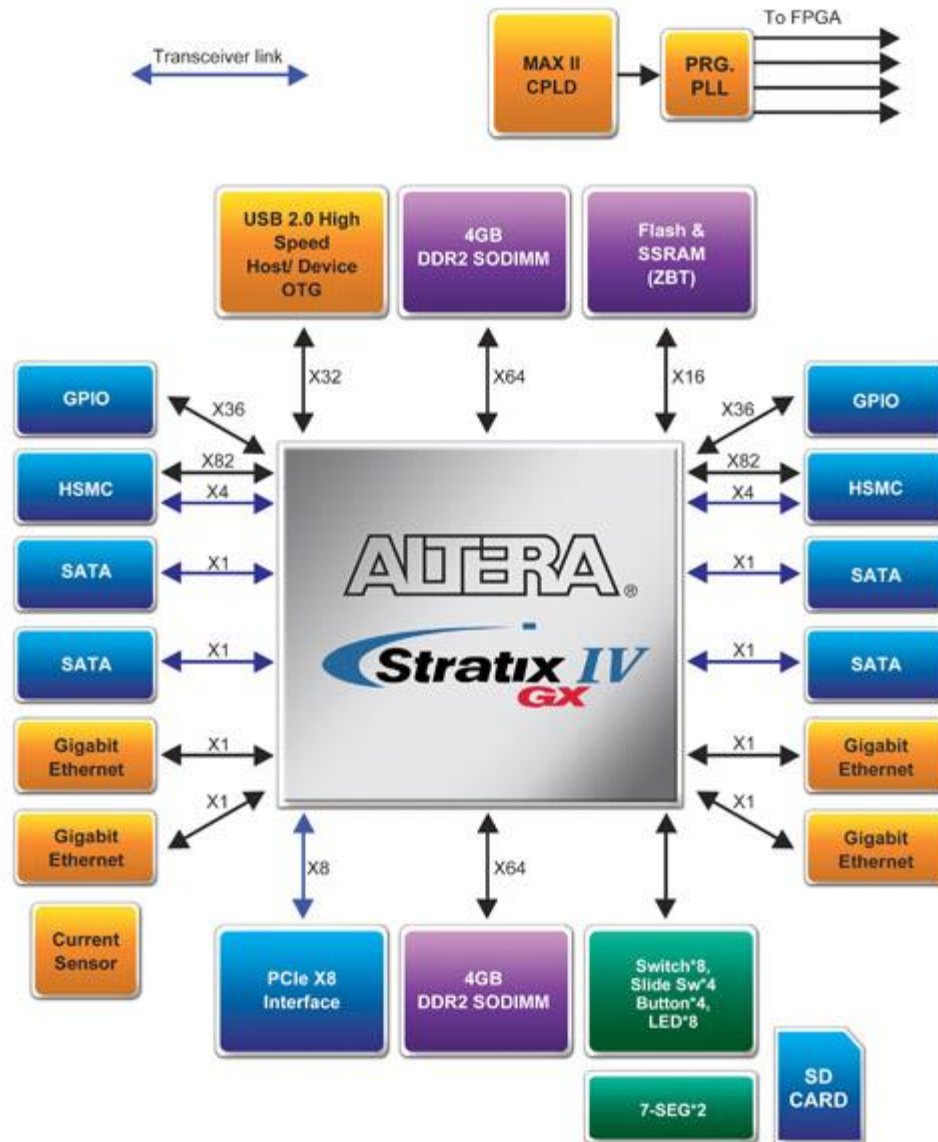 Transceiver link
To FPGA
MAX II
CPLD
PRG.
PLL
USB 2.0 High
Speed
Host/ Device
OTG
4GB
DDR2 SODIMM
Flash &
SSRAM
(ZBT)
X32
X64
X16
GPIO
X36
X36
GPIO
HSMC
X82
X4
X82
X4
HSMC
SATA
X1
X1
SATA
SATA
X1
X1
SATA
ALTERA®
Stratix IV
GX
Gigabit
Ethernet
X1
X1
Gigabit
Ethernet
Gigabit
Ethernet
X1
X1
Gigabit
Ethernet
X8
X64
Current
Sensor
PCIe X8
Interface
4GB
DDR2 SODIMM
Switch*8,
Slide Sw*4
Button*4,
LED*8
7-SEG*2
SD
CARD